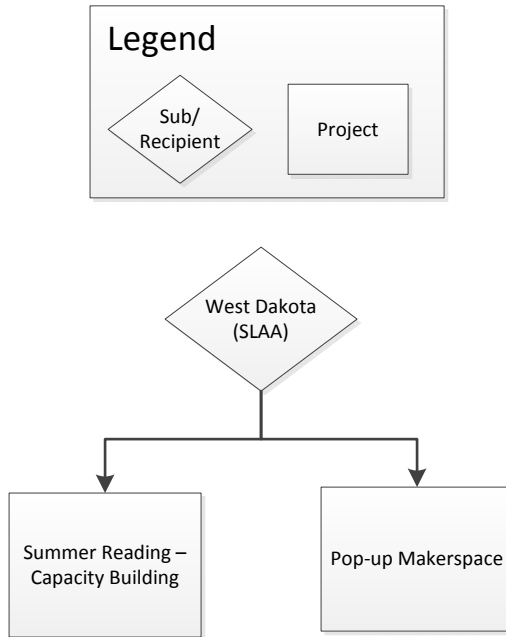 Legend
Sub/
Recipient
Project
West Dakota
(SLAA)
Summer Reading –
Capacity Building
Pop-up Makerspace